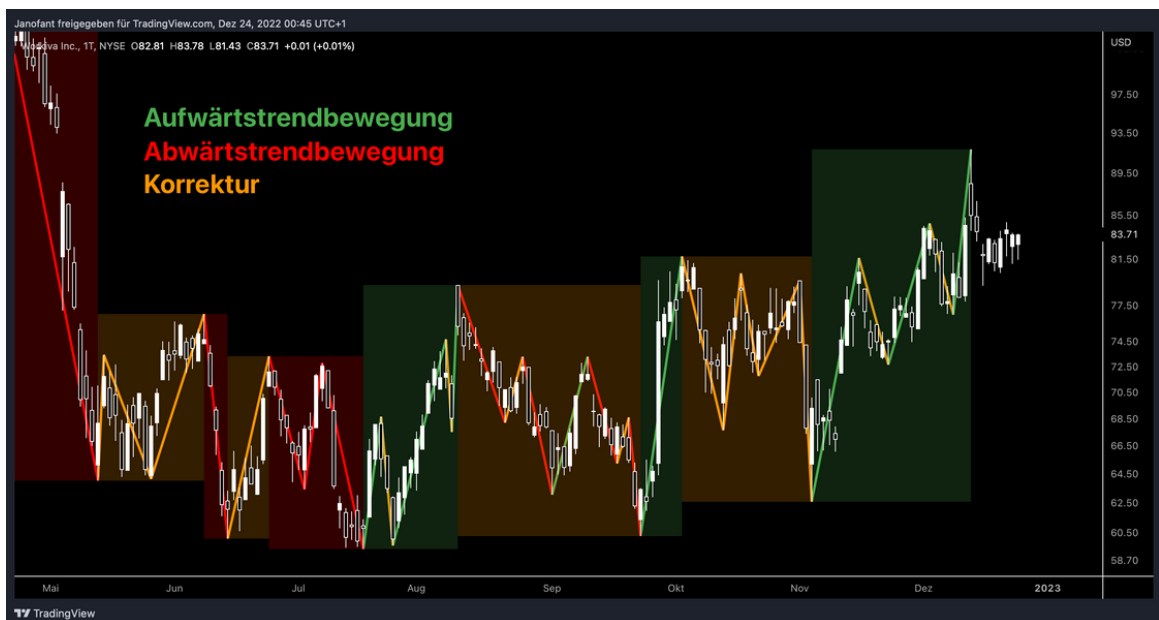 Janofant freigegeben für TradingView.com, Dez 24, 2022 00:45 UTC+1
Workiva Inc., 1T, NYSE O82.81 H83.78 L81.43 C83.71 +0.01 (+0.01%)
USD
97.50
Aufwärtstrendbewegung
93.50
Abwärtstrendbewegung
89.50
Korrektur
85.50
83.71
81.50
77.50
74.50
72.50
70.50
68.50
66.50
64.50
62.50
60.50
58.70
Mai Jun Jul Aug Sep Okt Nov Dez 2023
TradingView